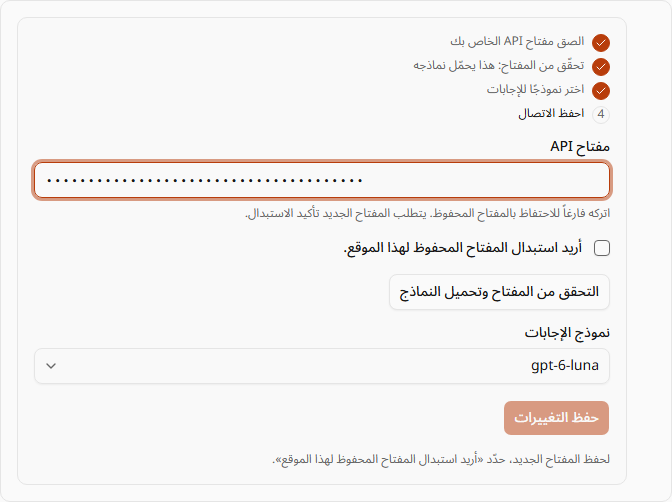 الصق مفتاح API الخاص بك
تحقّق من المفتاح: هذا يحمّل نماذجه
اختر نموذجًا للإجابات
4 احفظ الاتصال
مفتاح API
اتركه فارغاً للاحتفاظ بالمفتاح المحفوظ. يتطلب المفتاح الجديد تأكيد الاستبدال.
أريد استبدال المفتاح المحفوظ لهذا الموقع.
التحقق من المفتاح وتحميل النماذج
نموذج الإجابات
gpt-6-luna
حفظ التغييرات
لحفظ المفتاح الجديد، حدّد «أريد استبدال المفتاح المحفوظ لهذا الموقع».